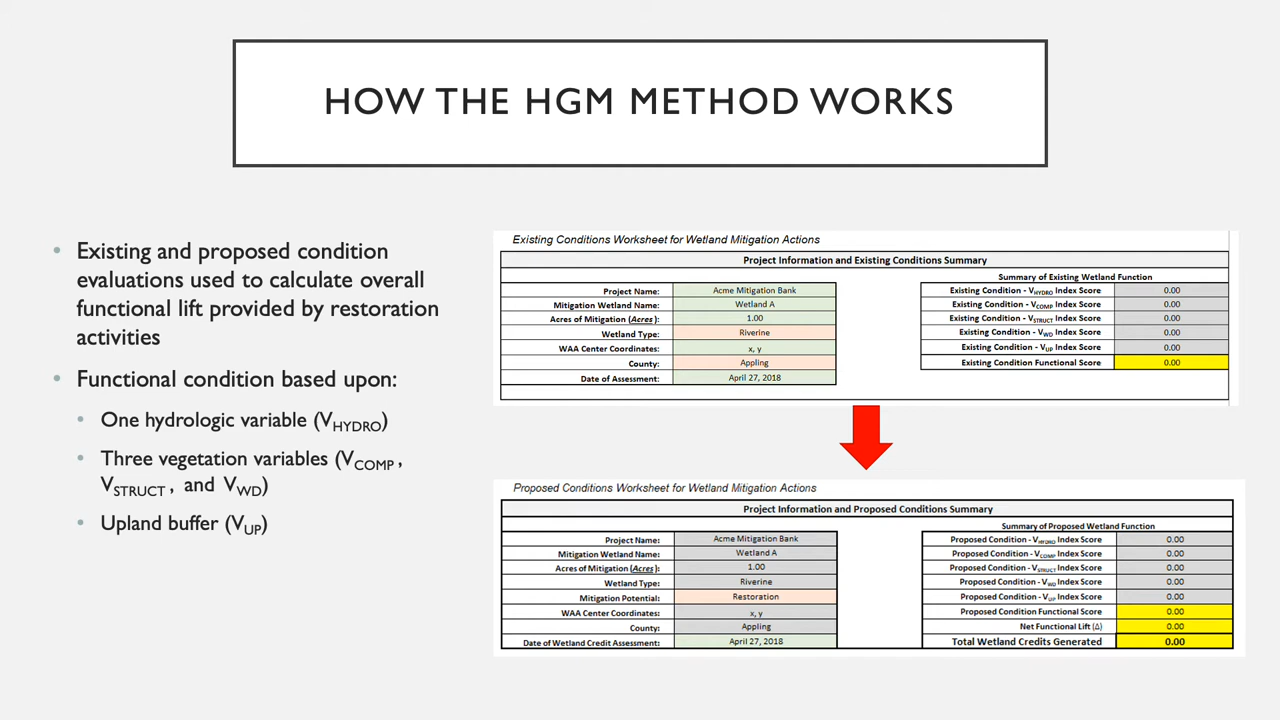 HOW THE HGM METHOD WORKS
• Existing and proposed condition
evaluations used to calculate overall
functional lift provided by restoration
activities
• Functional condition based upon:
• One hydrologic variable (VHYDRO)
• Three vegetation variables (VCOMP ,
VSTRUCT , and VWD)
• Upland buffer (VUP)
Existing Conditions Worksheet for Wetland Mitigation Actions
Project Information and Existing Conditions Summary
Summary of Existing Wetland Function
Project Name: Acme Mitigation Bank Existing Condition - VHYDRO Index Score 0.00
Mitigation Wetland Name: Wetland A Existing Condition - VCOMP Index Score 0.00
Acres of Mitigation (Acres): 1.00 Existing Condition - VSTRUCT Index Score 0.00
Wetland Type: Riverine Existing Condition - VWD Index Score 0.00
WAA Center Coordinates: x, y Existing Condition - VUP Index Score 0.00
County: Appling Existing Condition Functional Score 0.00
Date of Assessment: April 27, 2018
Proposed Conditions Worksheet for Wetland Mitigation Actions
Project Information and Proposed Conditions Summary
Summary of Proposed Wetland Function
Project Name: Acme Mitigation Bank Proposed Condition - VHYDRO Index Score 0.00
Mitigation Wetland Name: Wetland A Proposed Condition - VCOMP Index Score 0.00
Acres of Mitigation (Acres): 1.00 Proposed Condition - VSTRUCT Index Score 0.00
Wetland Type: Riverine Proposed Condition - VWD Index Score 0.00
Mitigation Potential: Restoration Proposed Condition - VUP Index Score 0.00
WAA Center Coordinates: x, y Proposed Condition Functional Score 0.00
County: Appling Net Functional Lift (Δ) 0.00
Date of Wetland Credit Assessment: April 27, 2018 Total Wetland Credits Generated 0.00